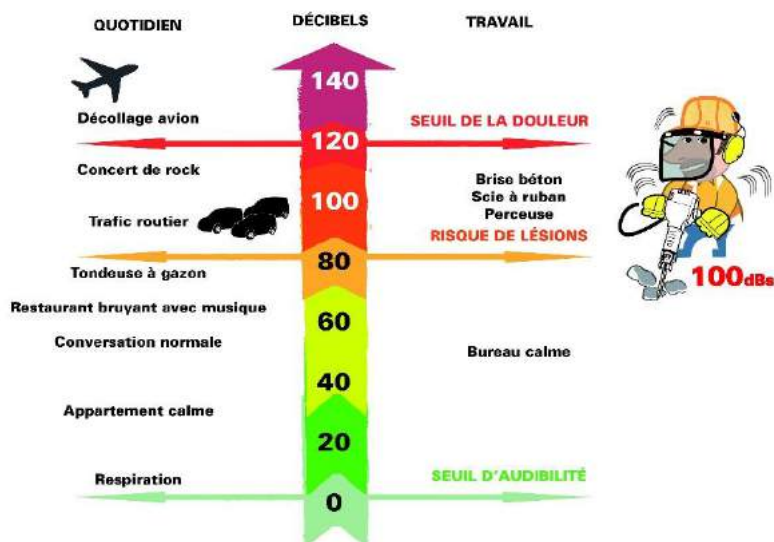 QUOTIDIEN DÉCIBELS TRAVAIL
140
Décollage avion SEUIL DE LA DOULEUR
120
Concert de rock
Brise béton
100 Scie à ruban
Trafic routier Perceuse
RISQUE DE LÉSIONS
80
Tondeuse à gazon
100dBs
Restaurant bruyant avec musique
60
Conversation normale
Bureau calme
40
Appartement calme
20
Respiration SEUIL D'AUDIBILITÉ
0